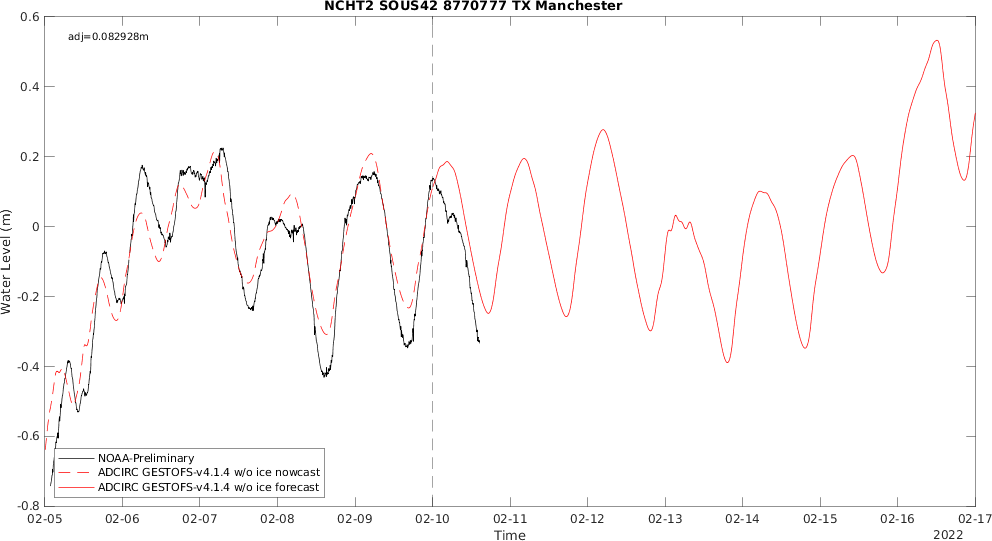 NCHT2 SOUS42 8770777 TX Manchester
adj=0.082928m
0.6
0.4
0.2
0
-0.2
-0.4
-0.6
-0.8
Water Level (m)
NOAA-Preliminary
ADCIRC GESTOFS-v4.1.4 w/o ice nowcast
ADCIRC GESTOFS-v4.1.4 w/o ice forecast
02-05 02-06 02-07 02-08 02-09 02-10 02-11 02-12 02-13 02-14 02-15 02-16 02-17
Time
2022